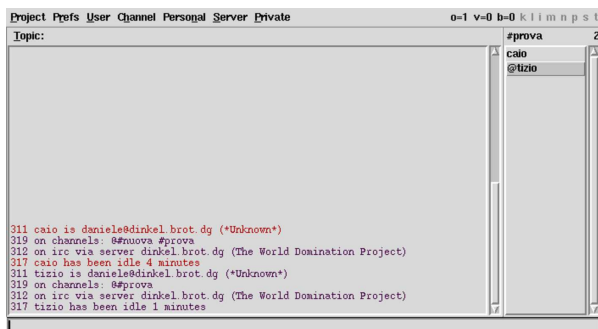 Project Prefs User Channel Personal Server Private o=1 v=0 b=0 k l i m n p s t
Topic: #prova 2
caio
@tizio
311 caio is daniele@dinkel.brot.dg (*Unknown*)
319 on channels: @#nuova #prova
312 on irc via server dinkel.brot.dg (The World Domination Project)
317 caio has been idle 4 minutes
311 tizio is daniele@dinkel.brot.dg (*Unknown*)
319 on channels: @#prova
312 on irc via server dinkel.brot.dg (The World Domination Project)
317 tizio has been idle 1 minutes